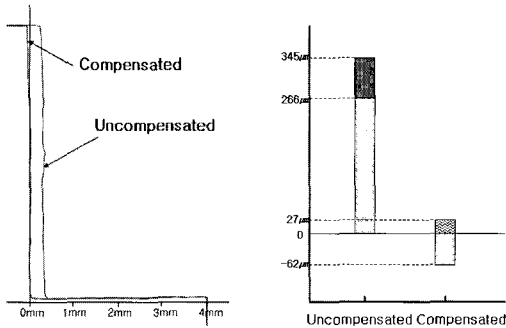 Compensated
Uncompensated
0mm 1mm 2mm 3mm 4mm
345㎛
266㎛
27㎛
0
-62㎛
Uncompensated Compensated